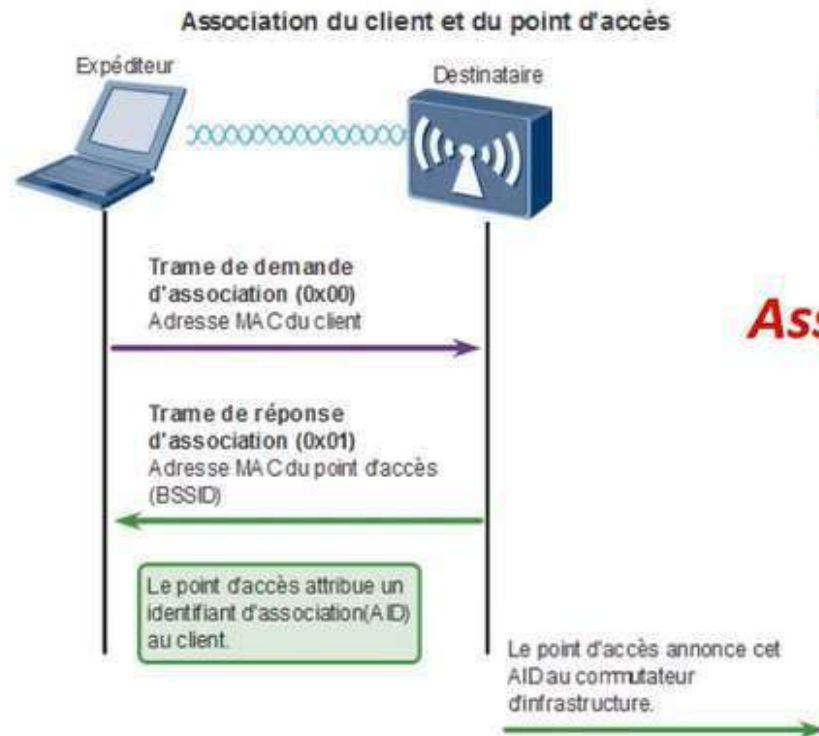 Association du client et du point d'accès
Expéditeur
Destinataire
Trame de demande
d'association (0x00)
Adresse MAC du client
Ass
Trame de réponse
d'association (0x01)
Adresse MAC du point d'accès
(BSSID)
Le point d'accès attribue un
identifiant d'association(AID)
au client.
Le point d'accès annonce cet
AID au commutateur
d'infrastructure.